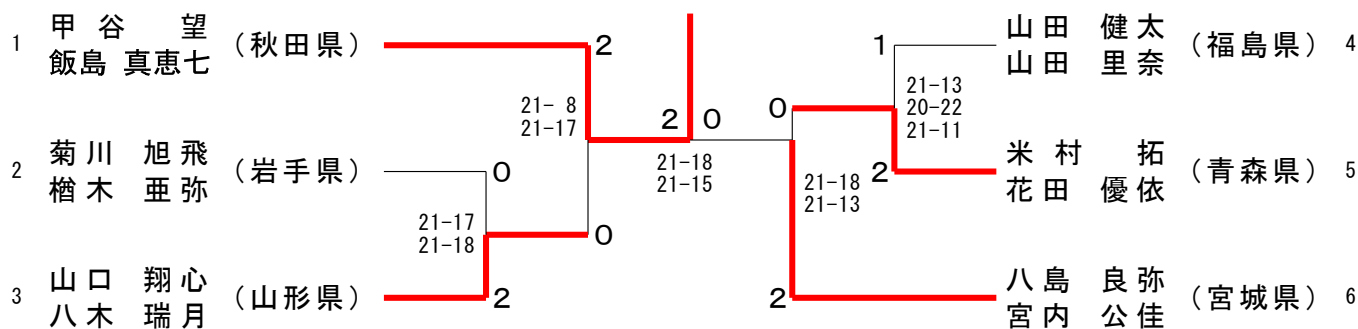 1
甲谷 望
飯島 真恵七
(秋田県)
2
菊川 旭飛
楢木 亜弥
(岩手県)
3
山口 翔心
八木 瑞月
(山形県)
2
21- 8
21-17
0
21-17
21-18
0
2
2
0
21-18
21-15
0
21-18
21-13
2
1
21-13
20-22
21-11
2
山田 健太
山田 里奈
(福島県)
4
米村 拓
花田 優依
(青森県)
5
八島 良弥
宮内 公佳
(宮城県)
6